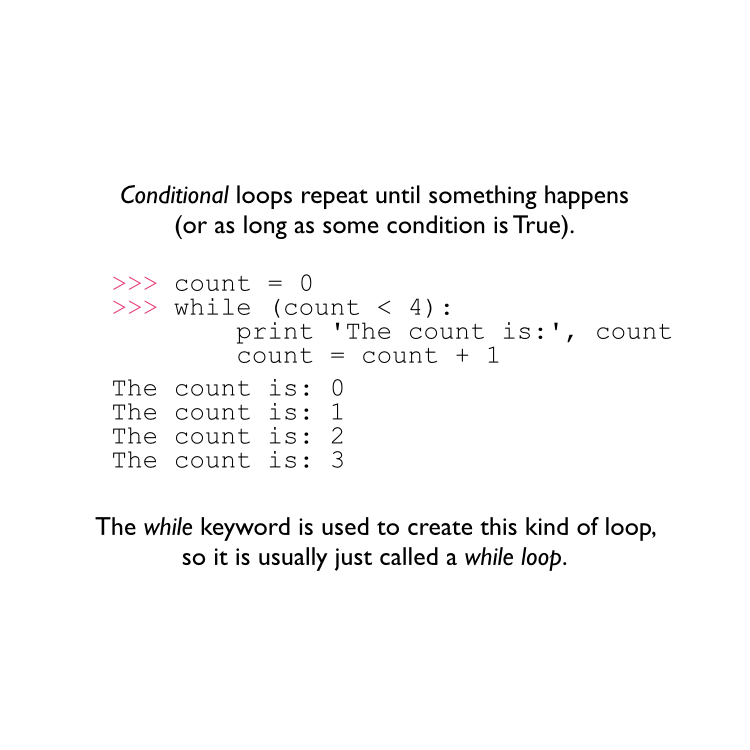 Conditional loops repeat until something happens
(or as long as some condition is True).
>>> count = 0
>>> while (count < 4):
        print 'The count is:', count
        count = count + 1
The count is: 0
The count is: 1
The count is: 2
The count is: 3
The while keyword is used to create this kind of loop,
so it is usually just called a while loop.